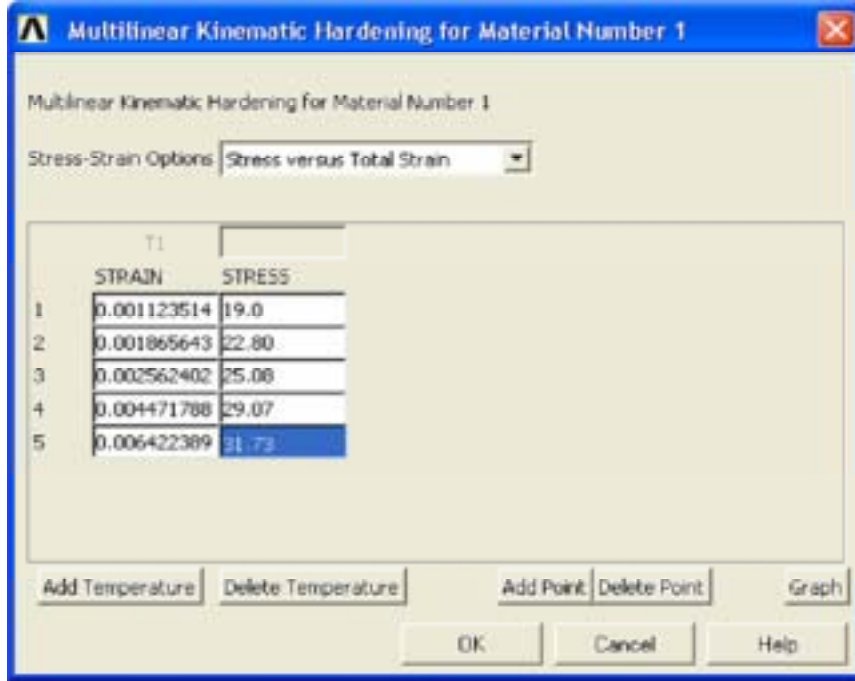 Multilinear Kinematic Hardening for Material Number 1
Multilinear Kinematic Hardening for Material Number 1
Stress-Strain Options Stress versus Total Strain
T1
STRAIN STRESS
1 0.001123514 19.0
2 0.001865643 22.80
3 0.002562402 25.08
4 0.004471788 29.07
5 0.006422389 31.73
Add Temperature Delete Temperature Add Point Delete Point Graph
OK Cancel Help